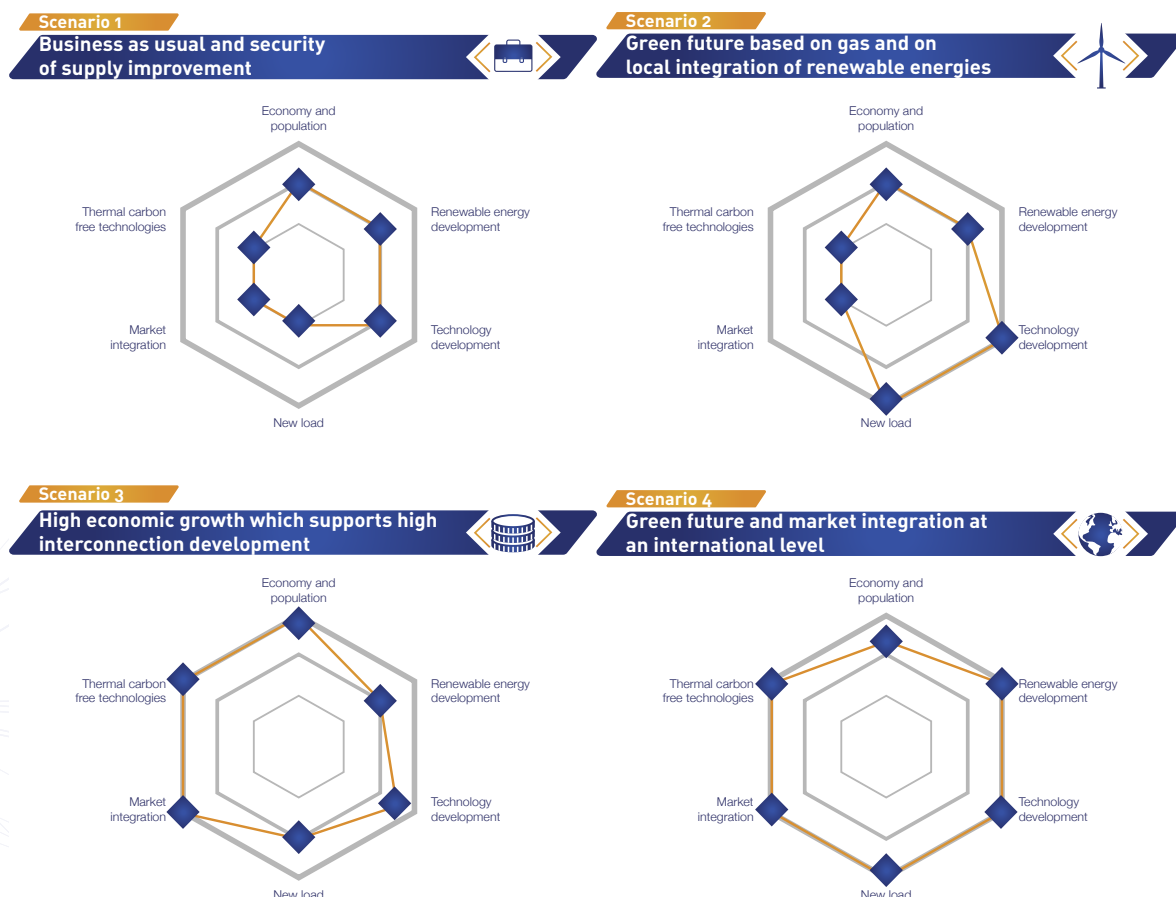 Scenario 1
Business as usual and security
of supply improvement
Economy and
population
Thermal carbon
free technologies
Renewable energy
development
Market
integration
Technology
development
New load
Scenario 2
Green future based on gas and on
local integration of renewable energies
Economy and
population
Thermal carbon
free technologies
Renewable energy
development
Market
integration
Technology
development
New load
Scenario 3
High economic growth which supports high
interconnection development
Economy and
population
Thermal carbon
free technologies
Renewable energy
development
Market
integration
Technology
development
New load
Scenario 4
Green future and market integration at
an international level
Economy and
population
Thermal carbon
free technologies
Renewable energy
development
Market
integration
Technology
development
New load